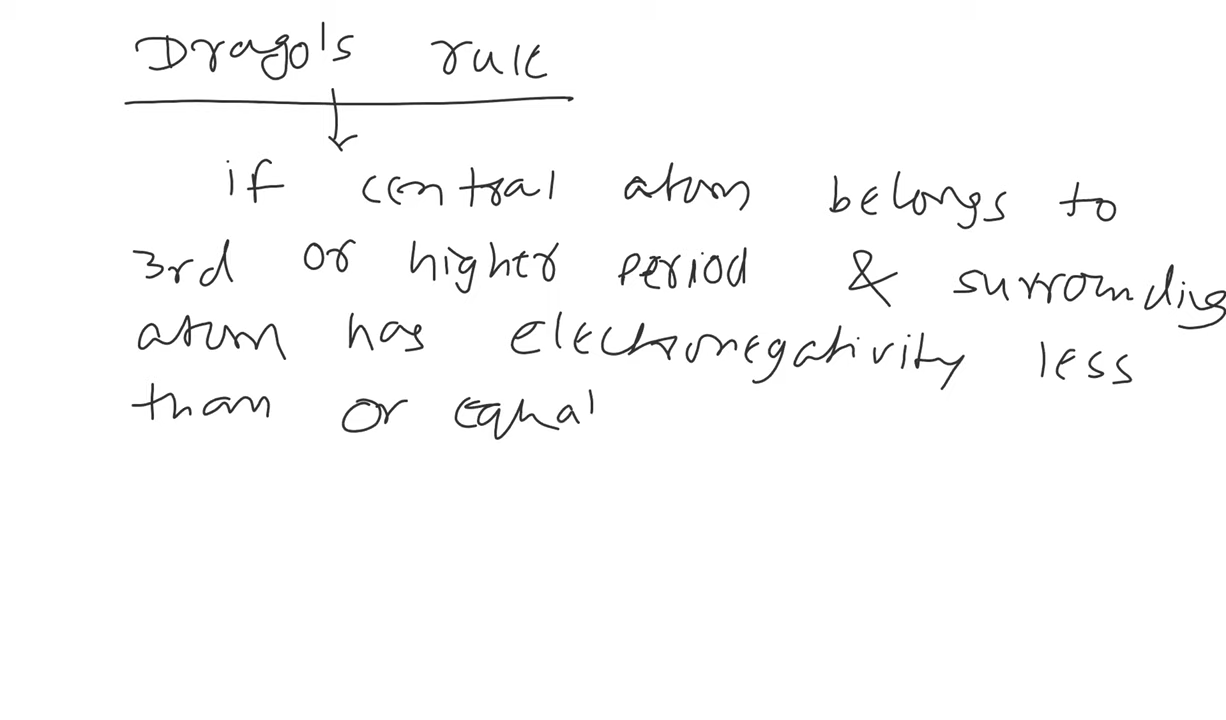 Drago's rule
if central atom belongs to
3rd or higher period & surrounding
atom has electronegativity less
than or equal